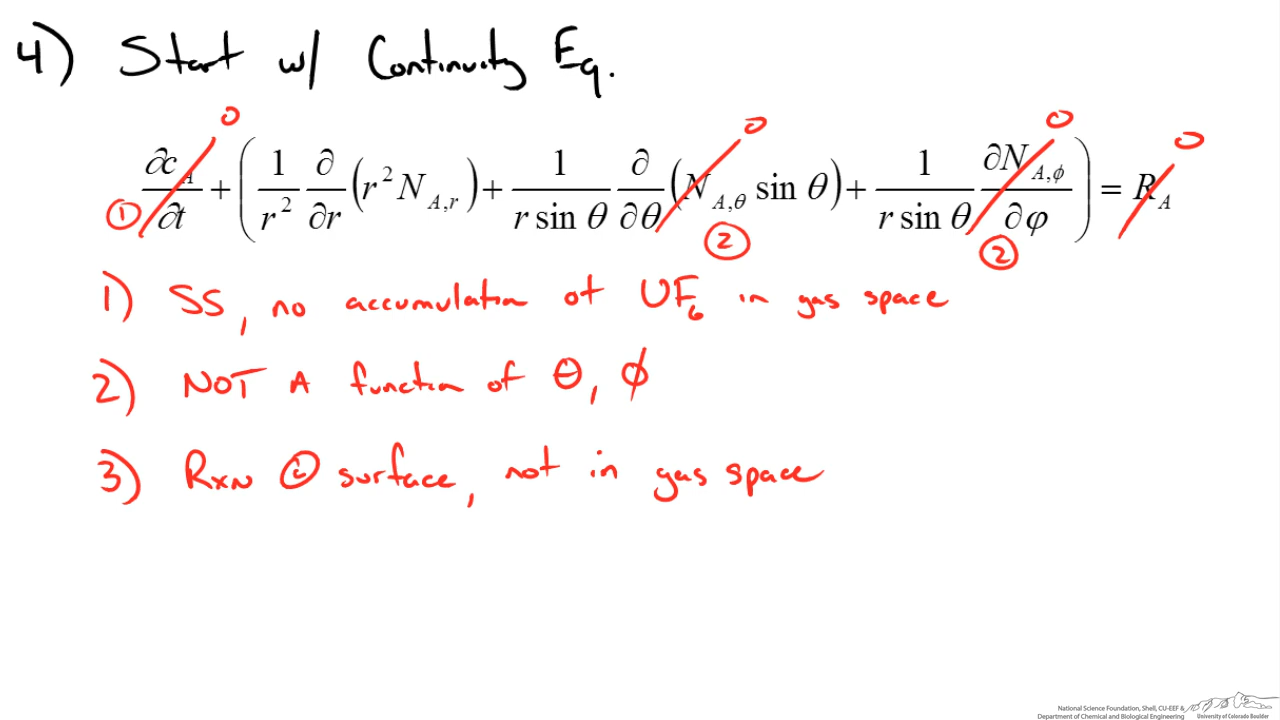 4) Start w/ Continuity Eq.
0 0 0 0
∂c_A/∂t + ( 1/r² ∂/∂r (r² N_{A,r}) + 1/(r sin θ) ∂/∂θ (N_{A,θ} sin θ) + 1/(r sin θ) ∂N_{A,ϕ}/∂φ ) = R_A
① ② ②
1) SS, no accumulation of UF₆ in gas space
2) NOT A function of θ, ϕ
3) Rxn @ surface, not in gas space
National Science Foundation, Shell, CU-EEF &
Department of Chemical and Biological Engineering
University of Colorado Boulder